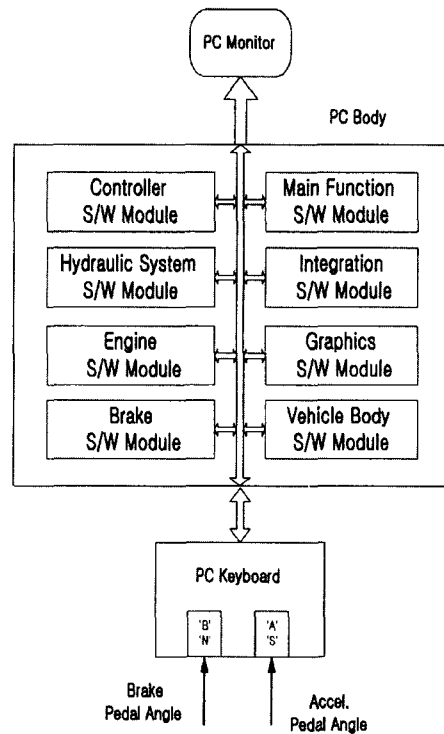 PC Monitor
PC Body
Controller
S/W Module
Main Function
S/W Module
Hydraulic System
S/W Module
Integration
S/W Module
Engine
S/W Module
Graphics
S/W Module
Brake
S/W Module
Vehicle Body
S/W Module
PC Keyboard
'B'
'N'
'A'
'S'
Brake
Pedal Angle
Accel.
Pedal Angle